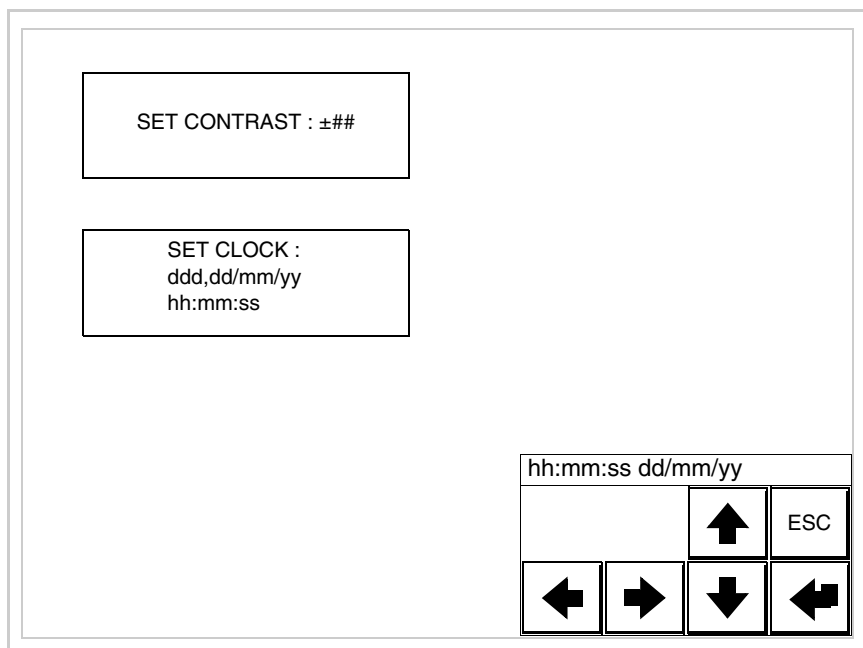 SET CONTRAST : ±##
SET CLOCK :
ddd,dd/mm/yy
hh:mm:ss
hh:mm:ss dd/mm/yy
ESC